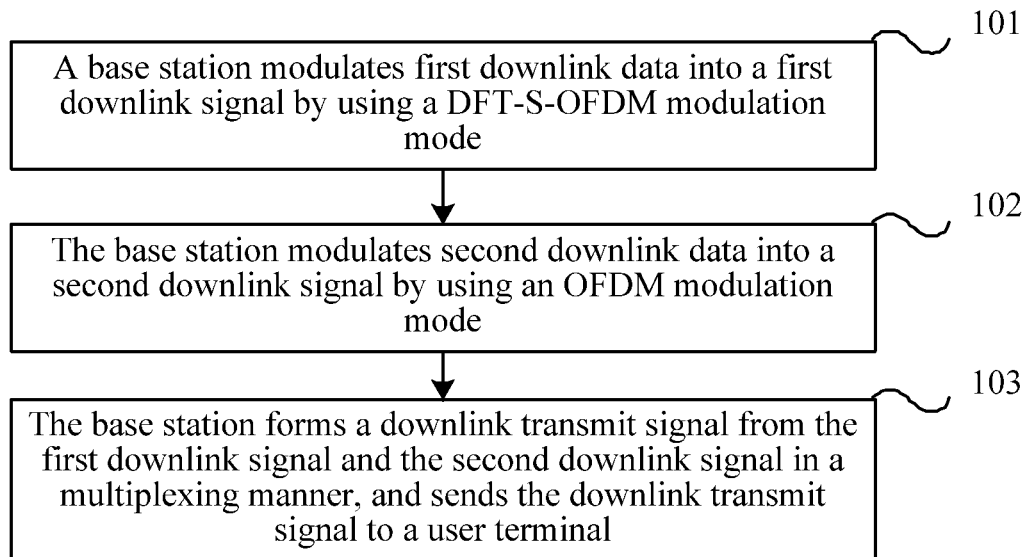 101
A base station modulates first downlink data into a first
downlink signal by using a DFT-S-OFDM modulation
mode
102
The base station modulates second downlink data into a
second downlink signal by using an OFDM modulation
mode
103
The base station forms a downlink transmit signal from the
first downlink signal and the second downlink signal in a
multiplexing manner, and sends the downlink transmit
signal to a user terminal